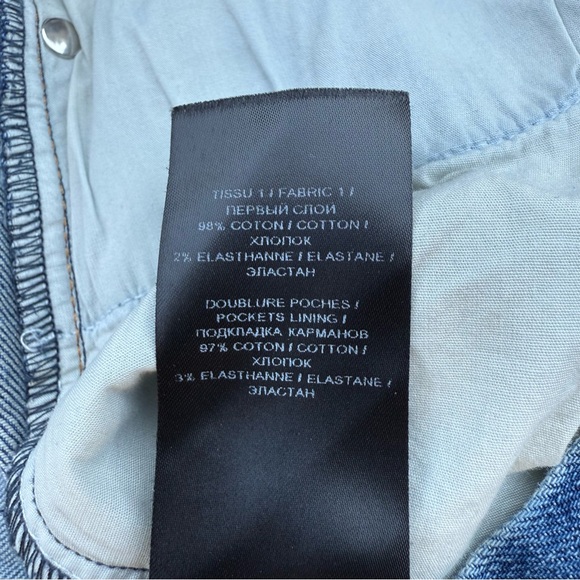 TISSU 1 / FABRIC 1 /
ПЕРВЫЙ СЛОЙ
98% COTON / COTTON /
ХЛОПОК
2% ELASTHANNE / ELASTANE /
ЭЛАСТАН
DOUBLURE POCHES /
POCKETS LINING /
ПОДКЛАДКА КАРМАНОВ
97% COTON / COTTON /
ХЛОПОК
3% ELASTHANNE / ELASTANE /
ЭЛАСТАН